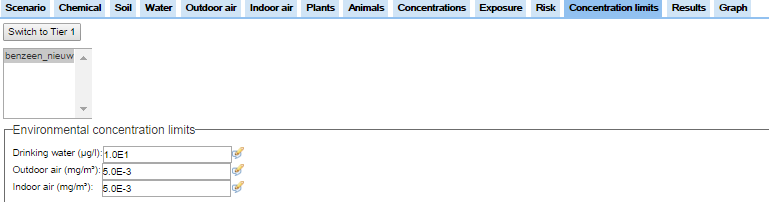 Scenario Chemical Soil Water Outdoor air Indoor air Plants Animals Concentrations Exposure Risk Concentration limits Results Graph
Switch to Tier 1
benzeen_nieuw
Environmental concentration limits
Drinking water (µg/l): 1.0E1
Outdoor air (mg/m³): 5.0E-3
Indoor air (mg/m³): 5.0E-3